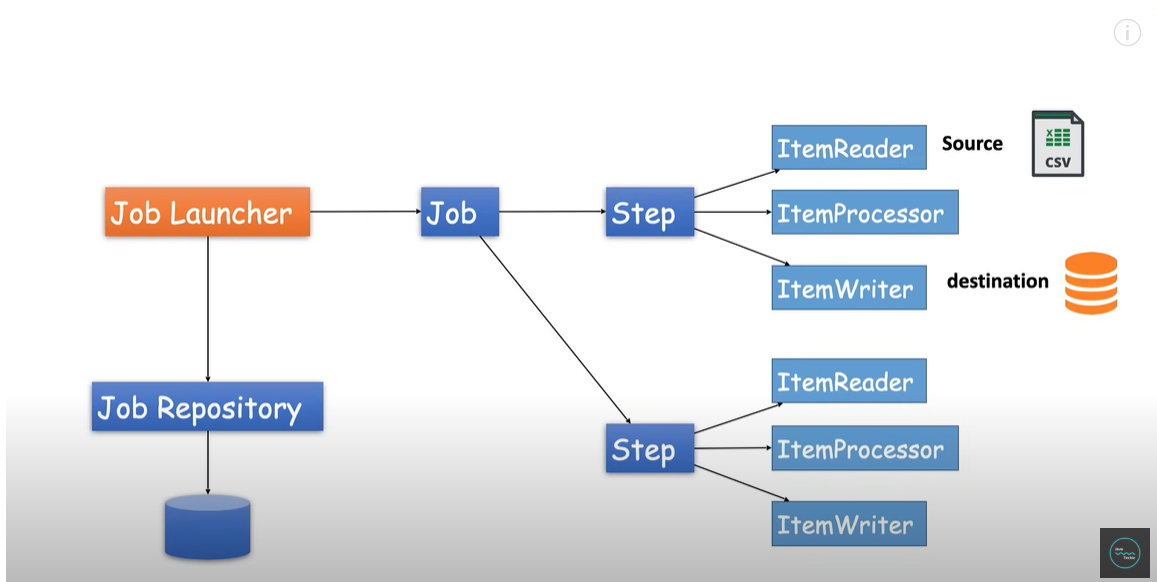 ItemReader
Source
CSV
Job Launcher
Job
Step
ItemProcessor
ItemWriter
destination
ItemReader
Job Repository
Step
ItemProcessor
ItemWriter